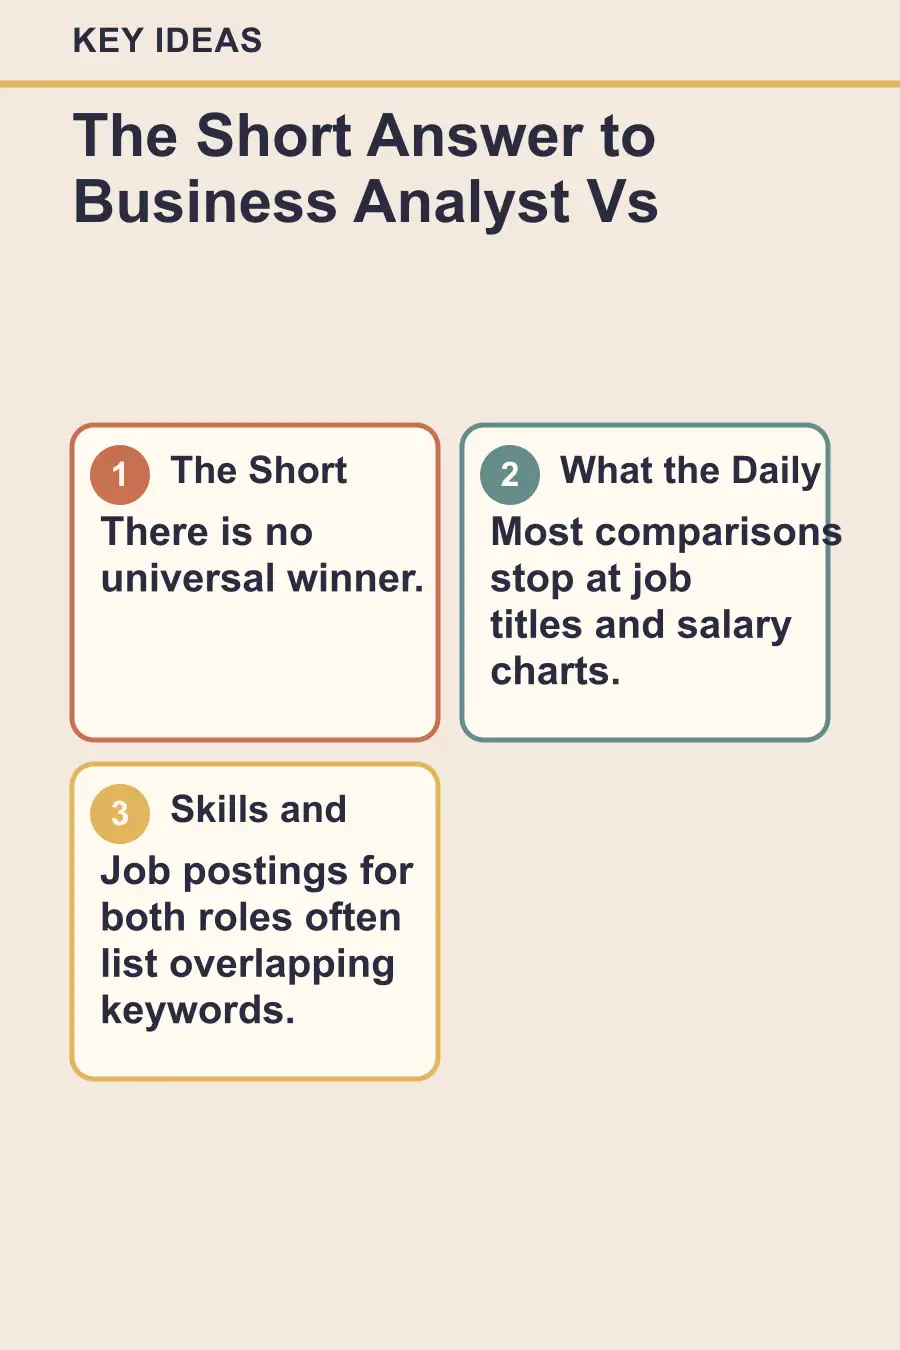 KEY IDEAS
The Short Answer to
Business Analyst Vs
1 The Short
There is no
universal winner.
2 What the Daily
Most comparisons
stop at job
titles and salary
charts.
3 Skills and
Job postings for
both roles often
list overlapping
keywords.